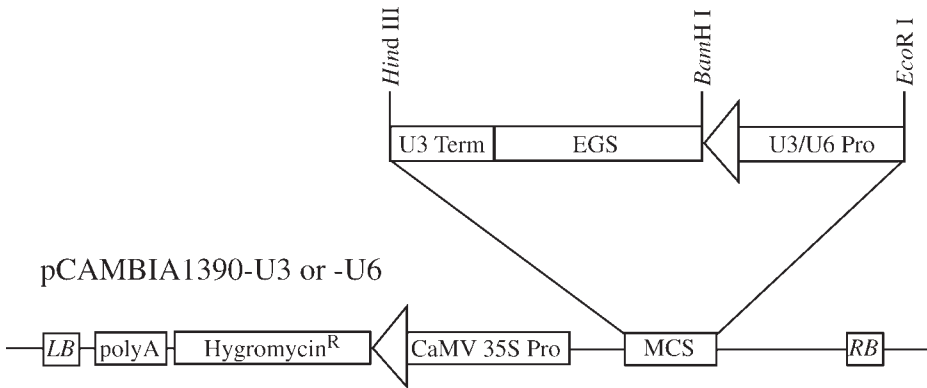 Hind III
BamH I
EcoR I
U3 Term
EGS
U3/U6 Pro
pCAMBIA1390-U3 or -U6
LB
polyA
Hygromycin^R
CaMV 35S Pro
MCS
RB